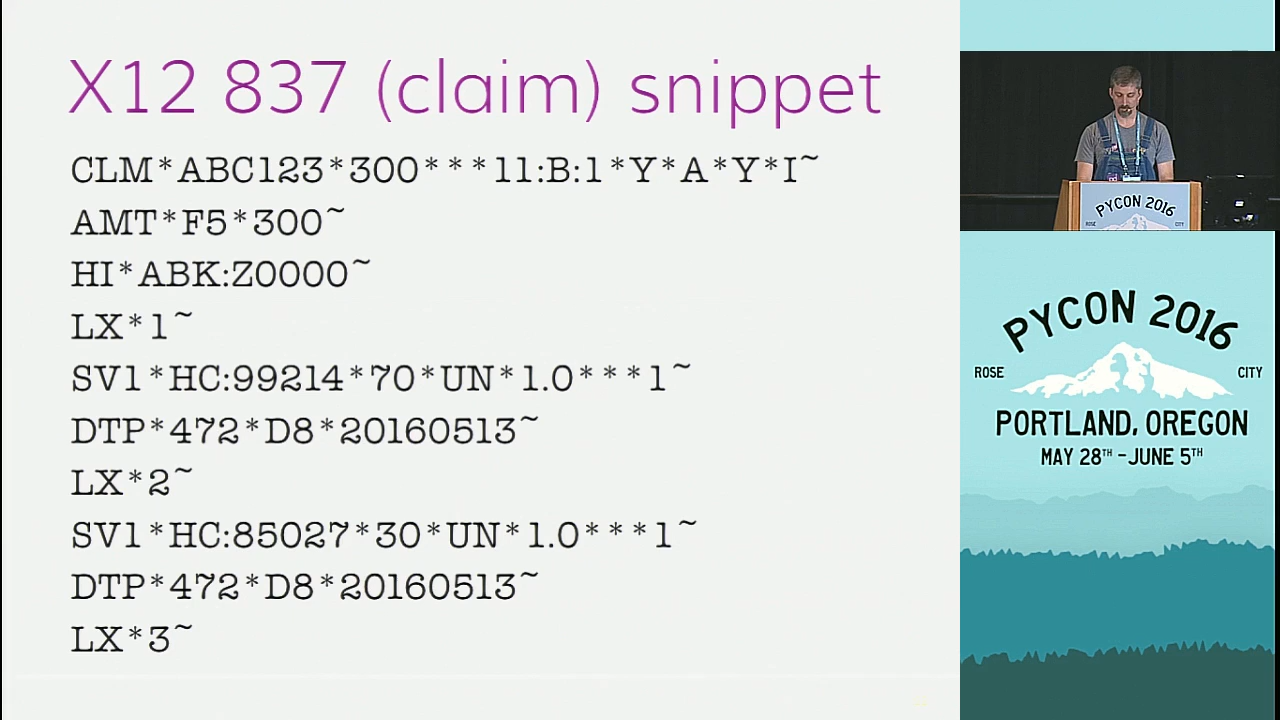 X12 837 (claim) snippet
CLM*ABC123*300***11:B:1*Y*A*Y*I~
AMT*F5*300~
HI*ABK:Z0000~
LX*1~
SV1*HC:99214*70*UN*1.0***1~
DTP*472*D8*20160513~
LX*2~
SV1*HC:85027*30*UN*1.0***1~
DTP*472*D8*20160513~
LX*3~
PYCON 2016
ROSE CITY
PYCON 2016
ROSE CITY
PORTLAND, OREGON
MAY 28TH - JUNE 5TH